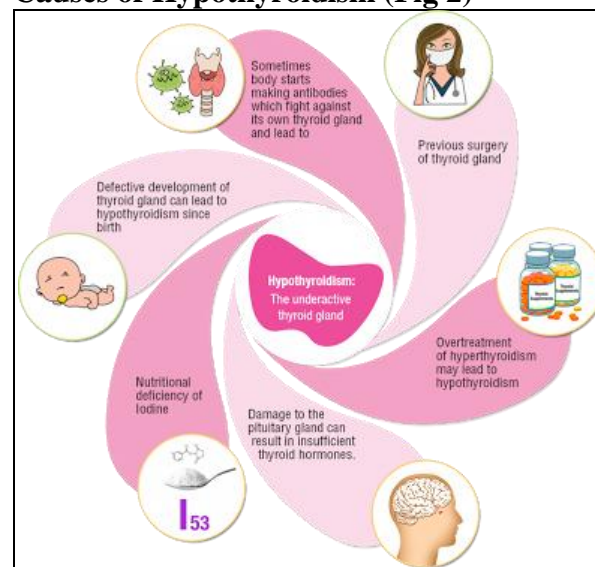 Causes of Hypothyroidism (Fig 2)
Sometimes
body starts
making antibodies
which fight against
its own thyroid gland
and lead to
Previous surgery
of thyroid gland
Defective development of
thyroid gland can lead to
hypothyroidism since
birth
Hypothyroidism:
The underactive
thyroid gland
Overtreatment
of hyperthyroidism
may lead to
hypothyroidism
Nutritional
deficiency of
Iodine
Damage to the
pituitary gland can
result in insufficient
thyroid hormones.
I53